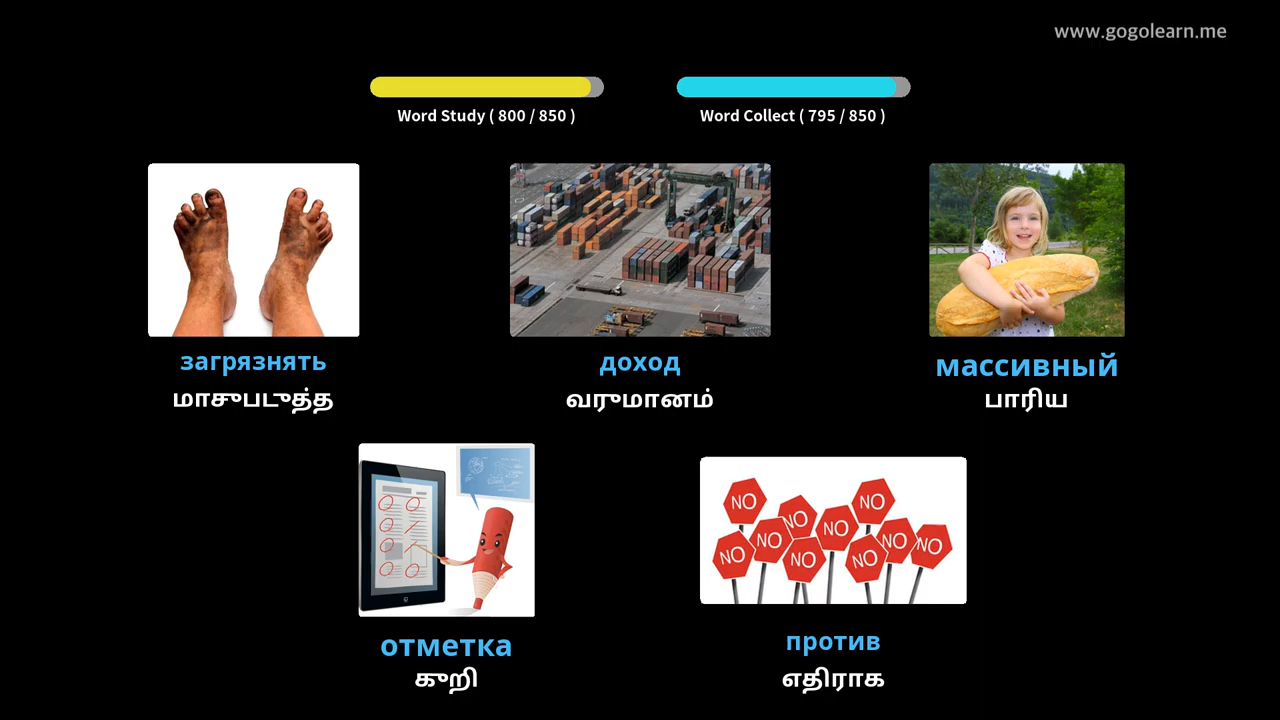 www.gogolearn.me
Word Study ( 800 / 850 )
Word Collect ( 795 / 850 )
загрязнять
மாசுபடுத்த
доход
வருமானம்
массивный
பாரிய
отметка
குறி
NO
NO
NO
NO
NO
NO
NO
NO
NO
NO
против
எதிராக